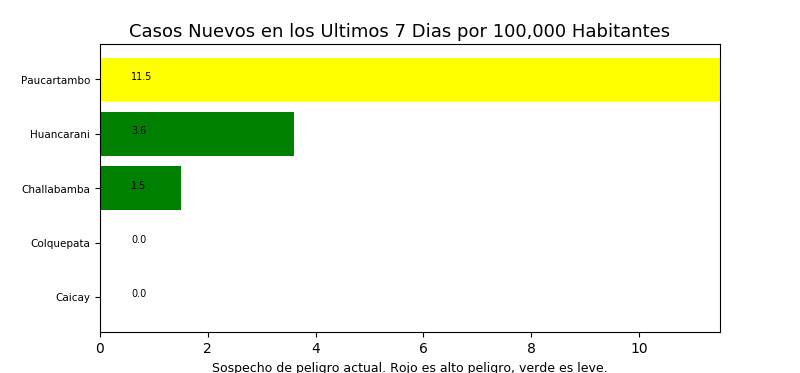 Casos Nuevos en los Ultimos 7 Dias por 100,000 Habitantes
Paucartambo 11.5
Huancarani 3.6
Challabamba 1.5
Colquepata 0.0
Caicay 0.0
0 2 4 6 8 10
Sospecho de peligro actual. Rojo es alto peligro, verde es leve.